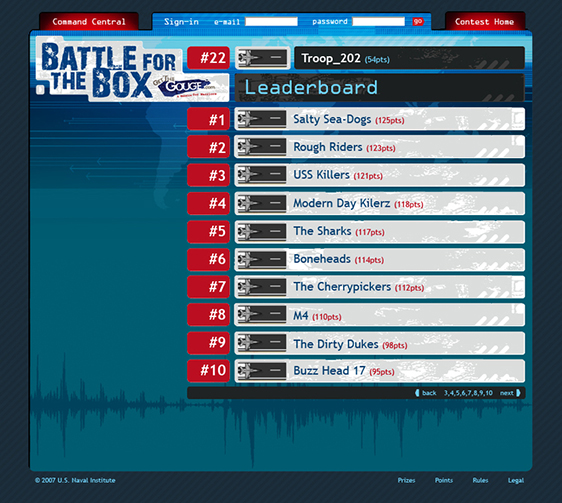 Command Central
Sign-in e-mail password go
Contest Home
BATTLE FOR
THE BOX
GOUGE.com
#22 Troop_202 (54pts)
Leaderboard
#1 Salty Sea-Dogs (125pts)
#2 Rough Riders (123pts)
#3 USS Killers (121pts)
#4 Modern Day Kilerz (118pts)
#5 The Sharks (117pts)
#6 Boneheads (114pts)
#7 The Cherrypickers (112pts)
#8 M4 (110pts)
#9 The Dirty Dukes (98pts)
#10 Buzz Head 17 (95pts)
back 3,4,5,6,7,8,9,10 next
© 2007 U.S. Naval Institute Prizes Points Rules Legal